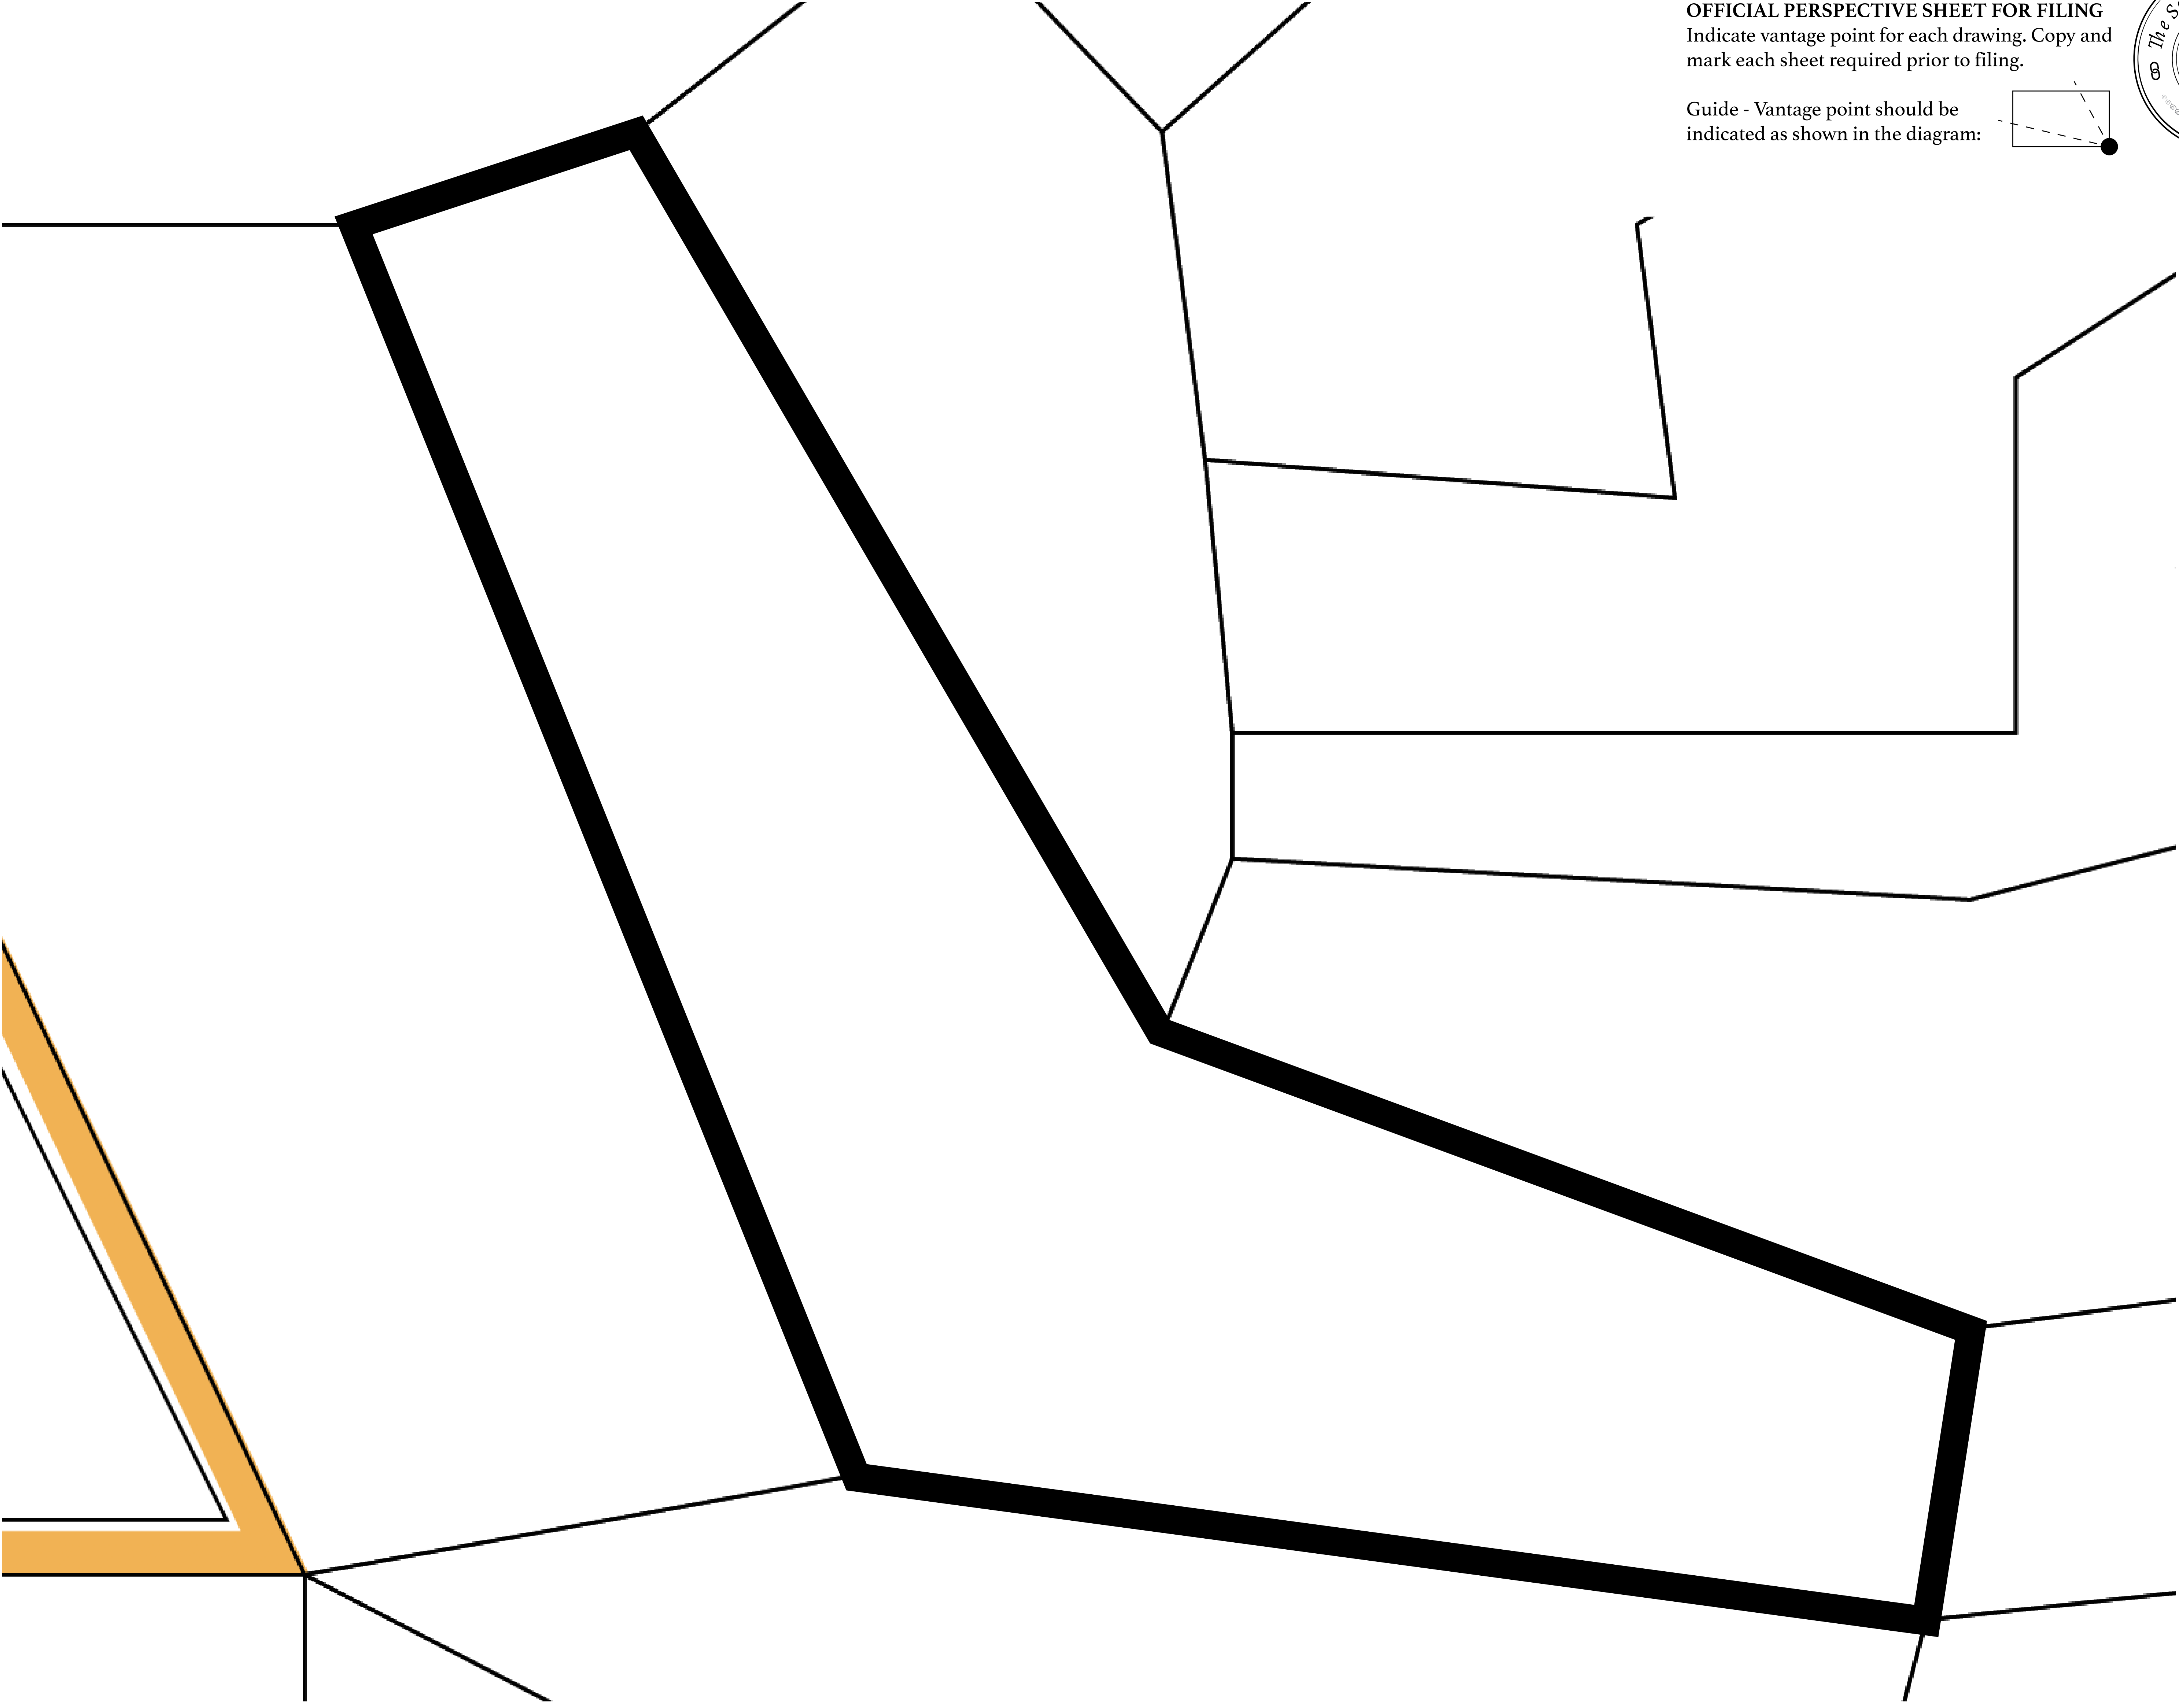 OFFICIAL PERSPECTIVE SHEET FOR FILING
Indicate vantage point for each drawing. Copy and
mark each sheet required prior to filing.
Guide - Vantage point should be
indicated as shown in the diagram:
The